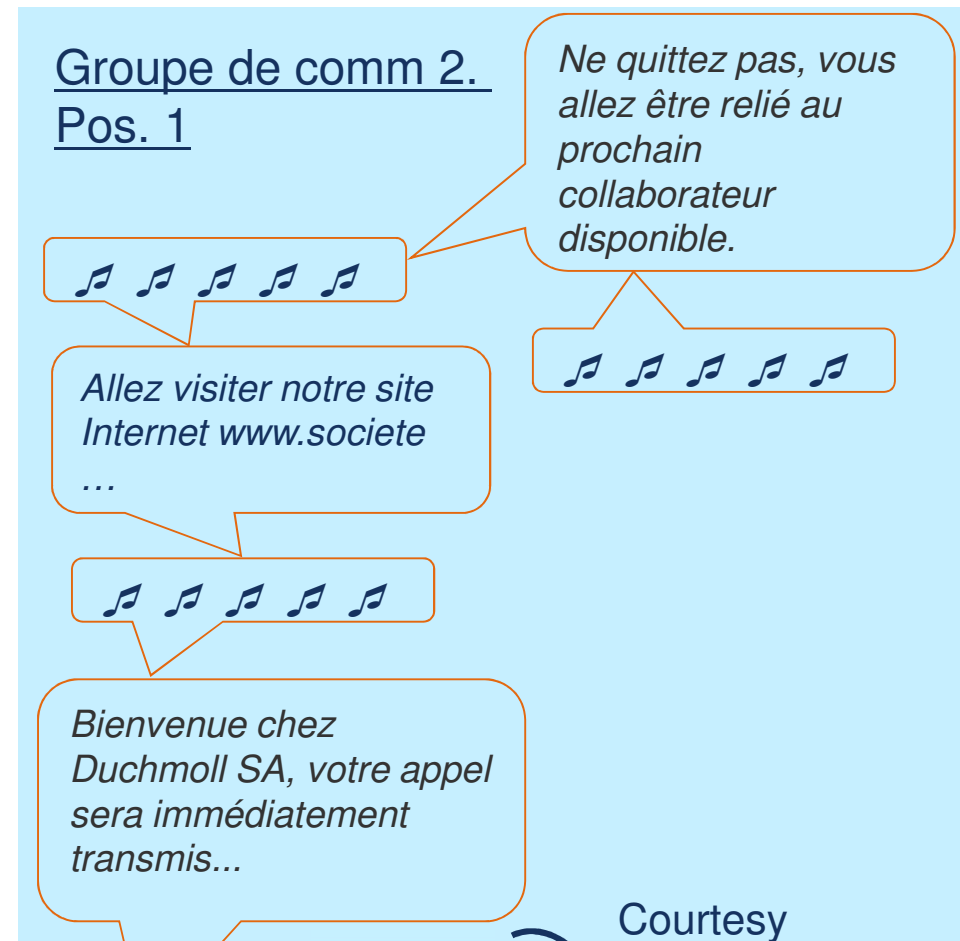 Groupe de comm 2.
Pos. 1
Ne quittez pas, vous
allez être relié au
prochain
collaborateur
disponible.
Allez visiter notre site
Internet www.societe
…
Bienvenue chez
Duchmoll SA, votre appel
sera immédiatement
transmis...
Courtesy